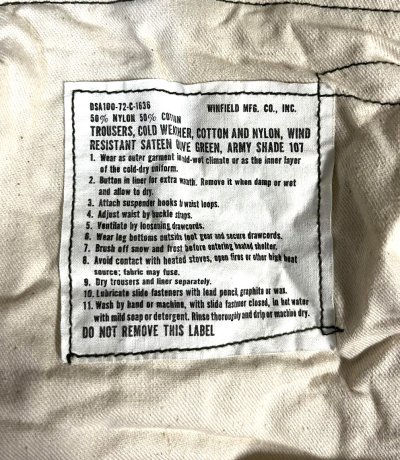 DSA100-72-C-1636 WINFIELD MFG. CO., INC.
50% NYLON 50% COTTON
TROUSERS, COLD WEATHER, COTTON AND NYLON, WIND
RESISTANT SATEEN OLIVE GREEN, ARMY SHADE 107
1. Wear as outer garment in cold-wet climate or as the inner layer
of the cold-dry uniform.
2. Button in liner for extra warmth. Remove it when damp or wet
and allow to dry.
3. Attach suspender hooks to waist loops.
4. Adjust waist by buckle straps.
5. Ventilate by loosening drawcords.
6. Wear leg bottoms outside foot gear and secure drawcords.
7. Brush off snow and frost before entering heated shelter.
8. Avoid contact with heated stoves, open fires or other high heat
source; fabric may fuse.
9. Dry trousers and liner separately.
10. Lubricate slide fasteners with lead pencil graphite or wax.
11. Wash by hand or machine, with slide fastener closed, in hot water
with mild soap or detergent. Rinse thoroughly and drip or machine dry.
DO NOT REMOVE THIS LABEL